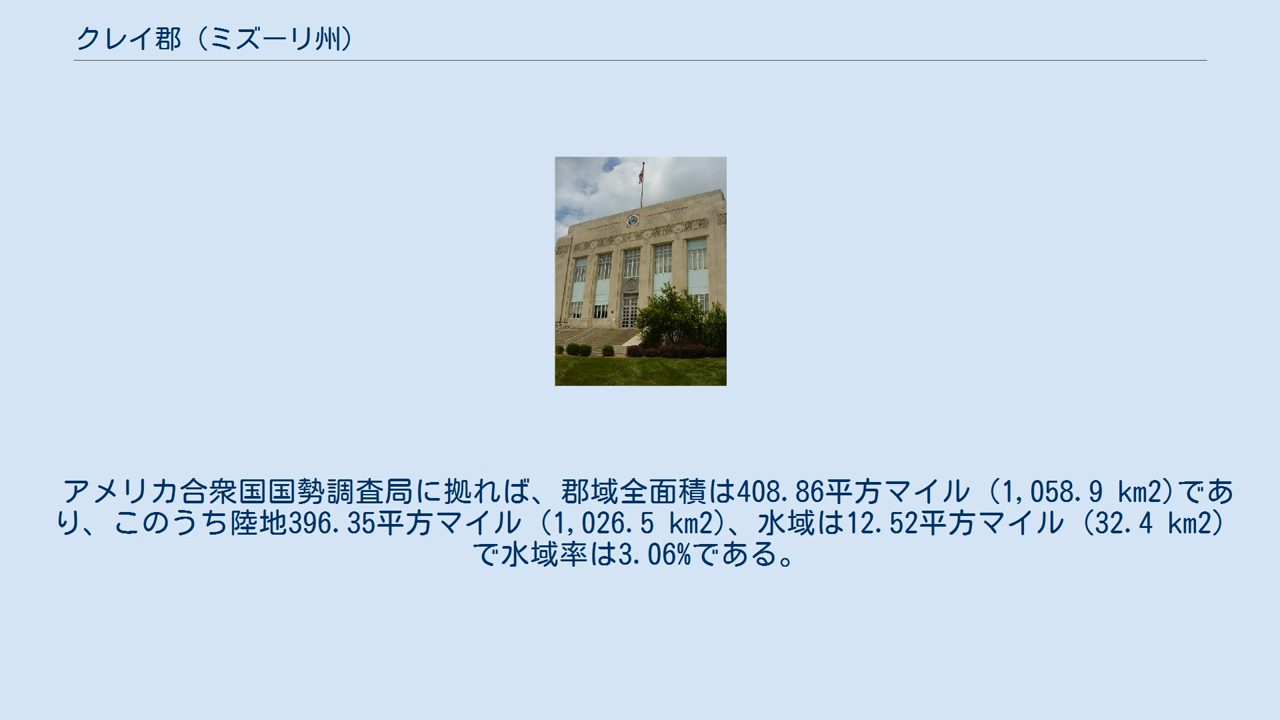 クレイ郡（ミズーリ州）
アメリカ合衆国国勢調査局に拠れば、郡域全面積は408.86平方マイル (1,058.9 km2)であ
り、このうち陸地396.35平方マイル (1,026.5 km2)、水域は12.52平方マイル (32.4 km2)
で水域率は3.06%である。